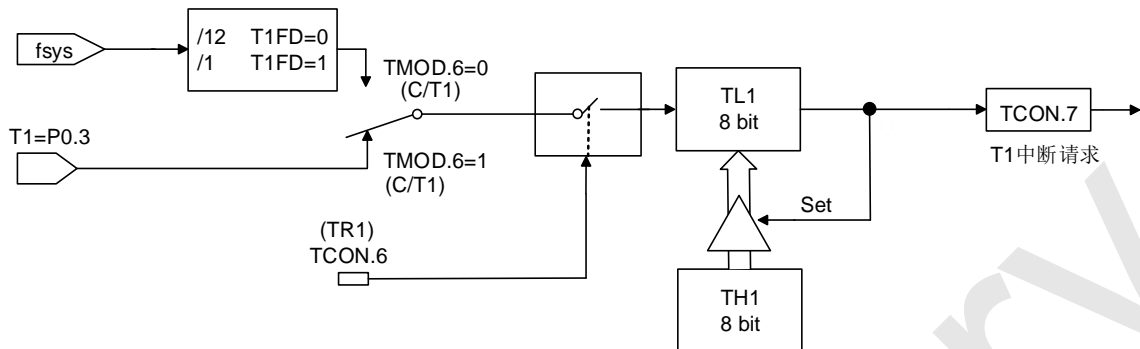 fsys
/12 T1FD=0
/1 T1FD=1
TMOD.6=0
(C/T1)
T1=P0.3
TMOD.6=1
(C/T1)
(TR1)
TCON.6
TL1
8 bit
TCON.7
T1中断请求
Set
TH1
8 bit